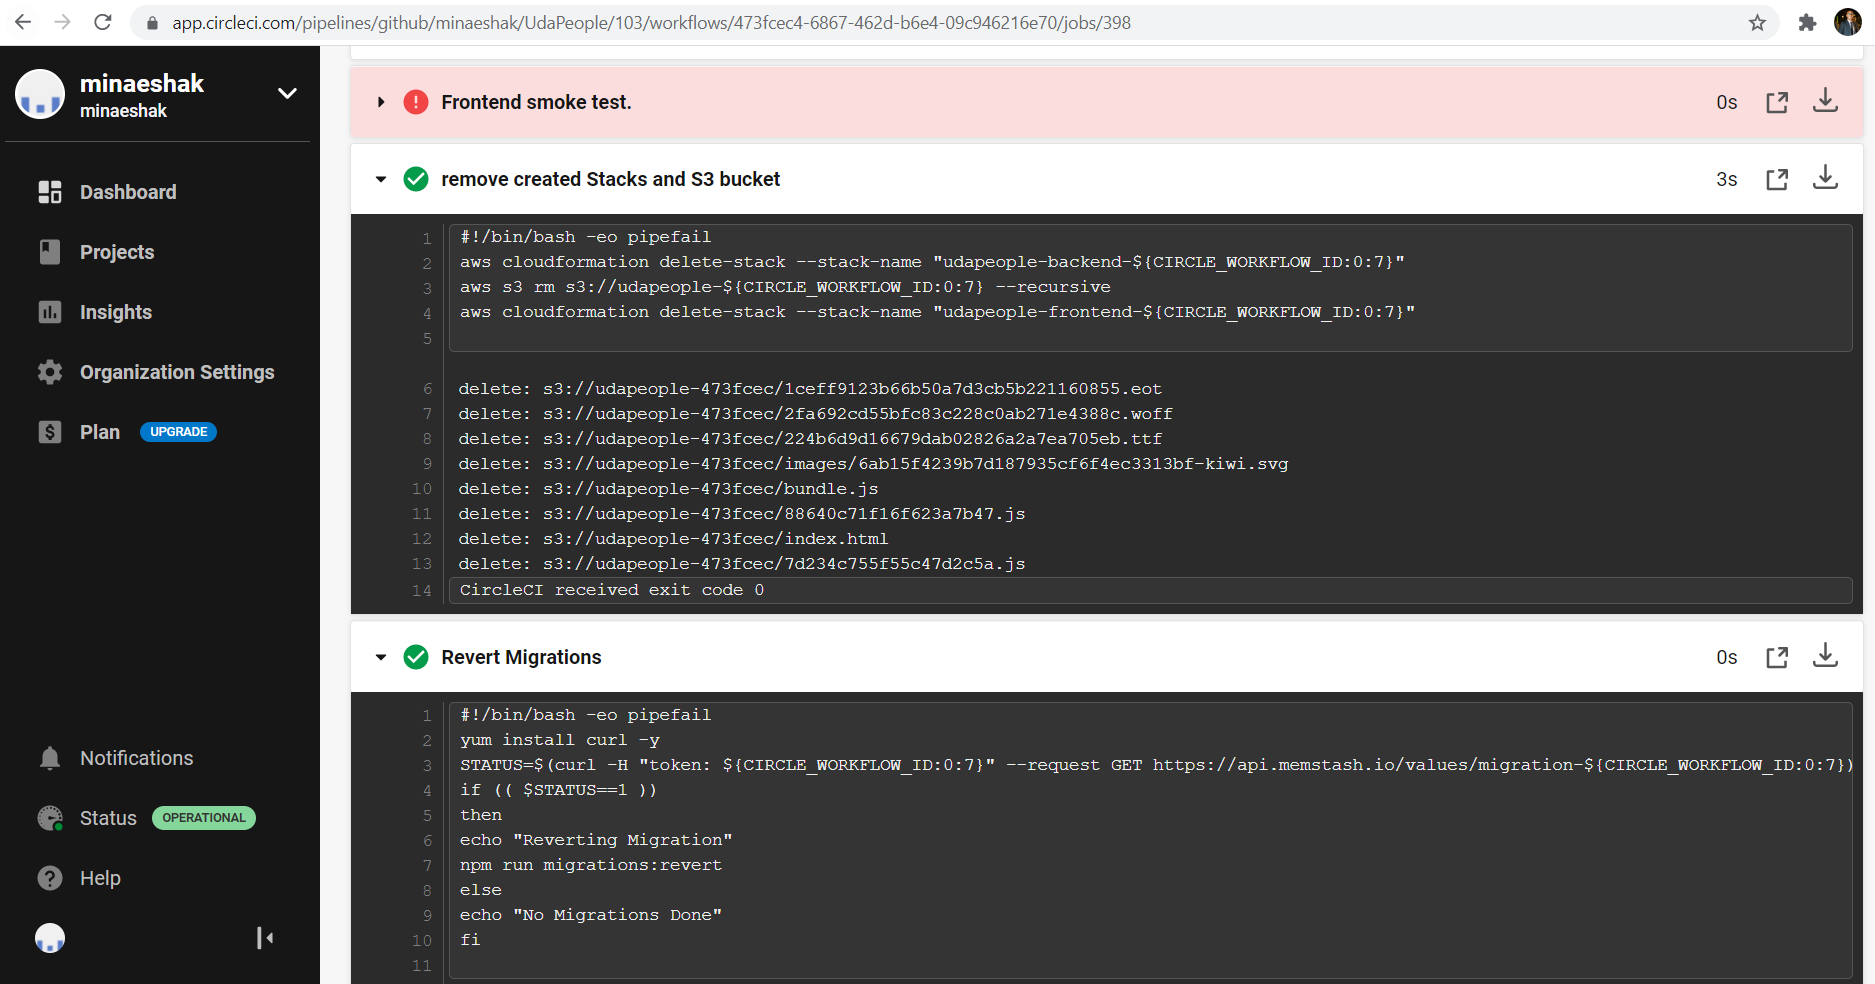 app.circleci.com/pipelines/github/minaeshak/UdaPeople/103/workflows/473fcec4-6867-462d-b6e4-09c946216e70/jobs/398
minaeshak
minaeshak
Dashboard
Projects
Insights
Organization Settings
Plan UPGRADE
Notifications
Status OPERATIONAL
Help
Frontend smoke test. 0s
remove created Stacks and S3 bucket 3s
1 #!/bin/bash -eo pipefail
2 aws cloudformation delete-stack --stack-name "udapeople-backend-${CIRCLE_WORKFLOW_ID:0:7}"
3 aws s3 rm s3://udapeople-${CIRCLE_WORKFLOW_ID:0:7} --recursive
4 aws cloudformation delete-stack --stack-name "udapeople-frontend-${CIRCLE_WORKFLOW_ID:0:7}"
5
6 delete: s3://udapeople-473fcec/1ceff9123b66b50a7d3cb5b221160855.eot
7 delete: s3://udapeople-473fcec/2fa692cd55bfc83c228c0ab271e4388c.woff
8 delete: s3://udapeople-473fcec/224b6d9d16679dab02826a2a7ea705eb.ttf
9 delete: s3://udapeople-473fcec/images/6ab15f4239b7d187935cf6f4ec3313bf-kiwi.svg
10 delete: s3://udapeople-473fcec/bundle.js
11 delete: s3://udapeople-473fcec/88640c71f16f623a7b47.js
12 delete: s3://udapeople-473fcec/index.html
13 delete: s3://udapeople-473fcec/7d234c755f55c47d2c5a.js
14 CircleCI received exit code 0
Revert Migrations 0s
1 #!/bin/bash -eo pipefail
2 yum install curl -y
3 STATUS=$(curl -H "token: ${CIRCLE_WORKFLOW_ID:0:7}" --request GET https://api.memstash.io/values/migration-${CIRCLE_WORKFLOW_ID:0:7})
4 if (( $STATUS==1 ))
5 then
6 echo "Reverting Migration"
7 npm run migrations:revert
8 else
9 echo "No Migrations Done"
10 fi
11